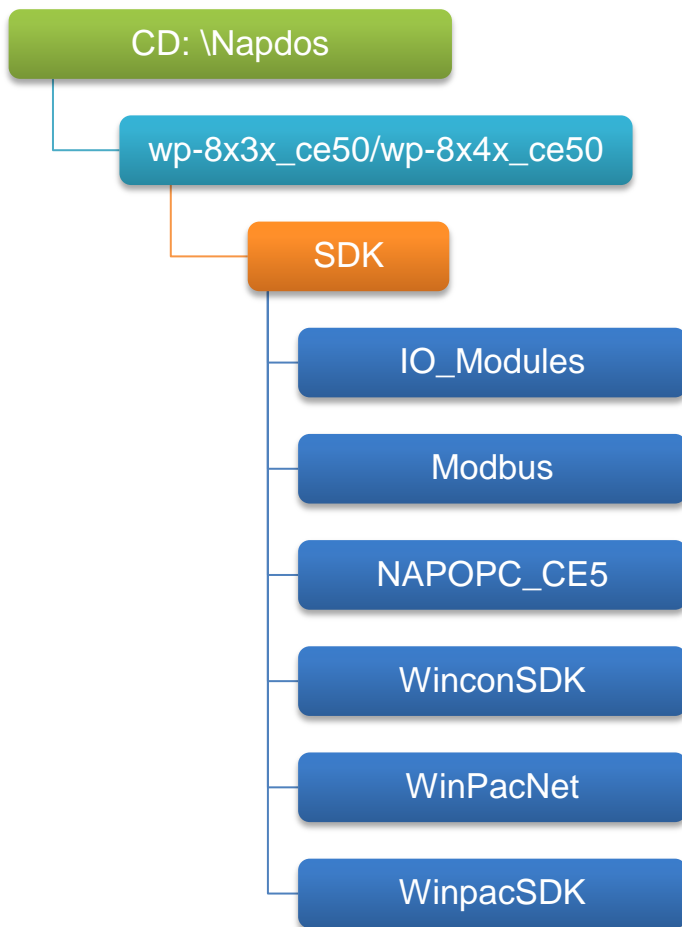 CD: \Napdos
wp-8x3x_ce50/wp-8x4x_ce50
SDK
IO_Modules
Modbus
NAPOPC_CE5
WinconSDK
WinPacNet
WinpacSDK